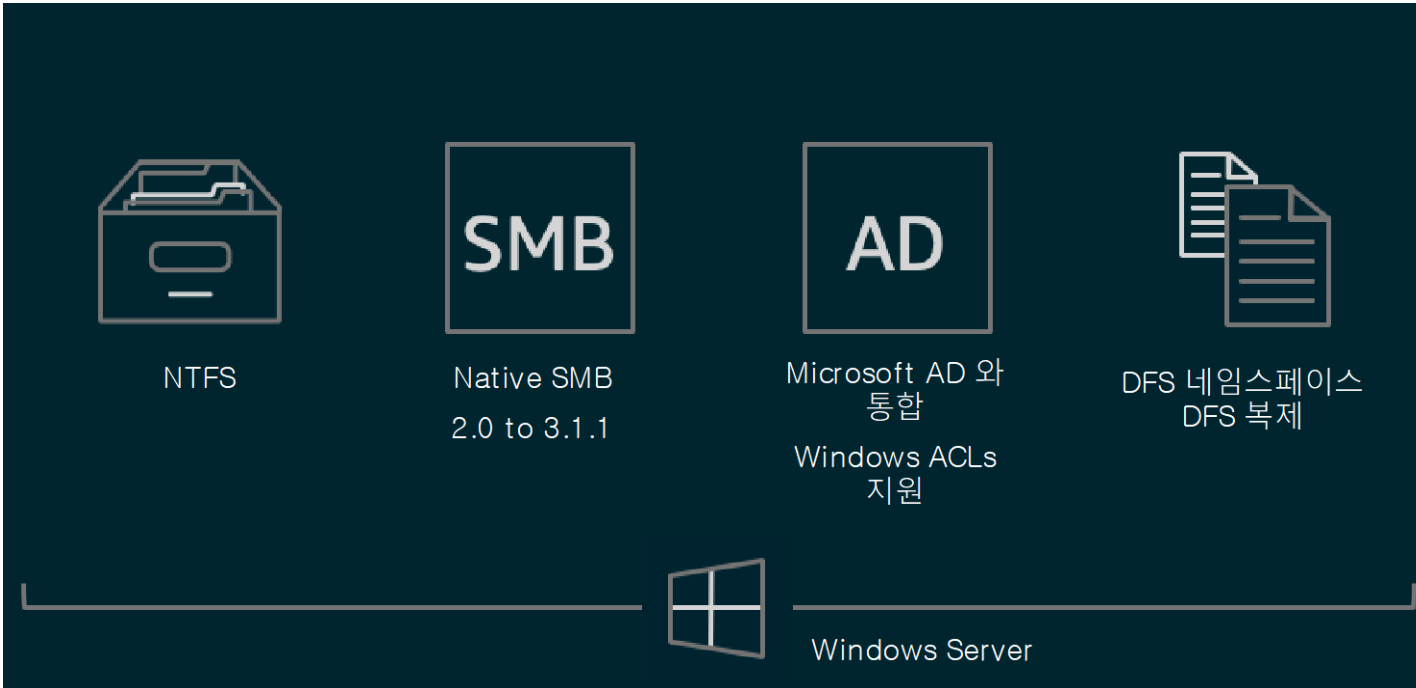 SMB
AD
NTFS
Native SMB
2.0 to 3.1.1
Microsoft AD 와
통합
Windows ACLs
지원
DFS 네임스페이스
DFS 복제
Windows Server